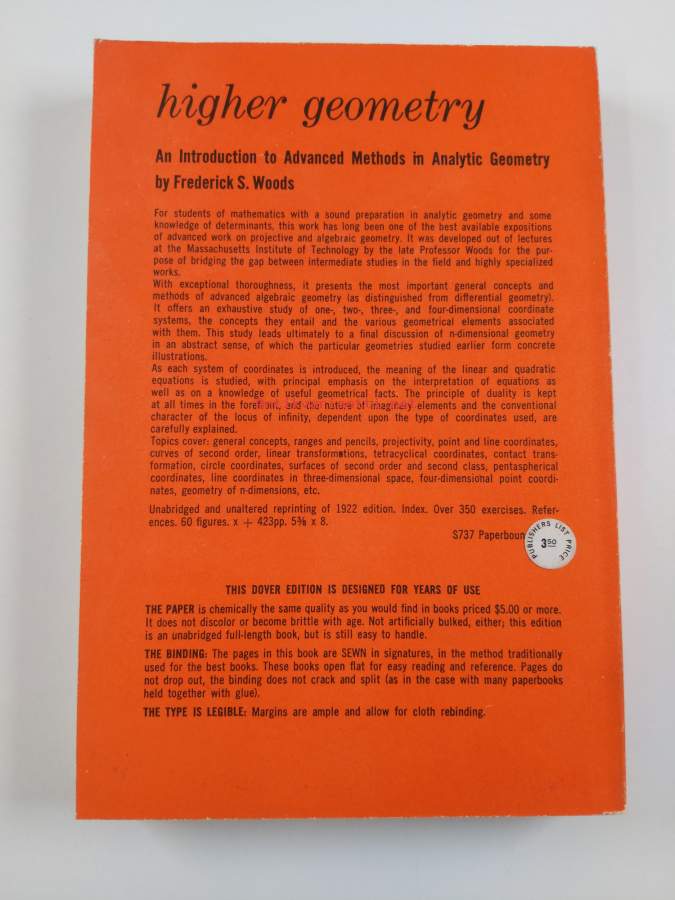 higher geometry
An Introduction to Advanced Methods in Analytic Geometry
by Frederick S. Woods
For students of mathematics with a sound preparation in analytic geometry and some
knowledge of determinants, this work has long been one of the best available expositions
of advanced work on projective and algebraic geometry. It was developed out of lectures
at the Massachusetts Institute of Technology by the late Professor Woods for the pur-
pose of bridging the gap between intermediate studies in the field and highly specialized
works.
With exceptional thoroughness, it presents the most important general concepts and
methods of advanced algebraic geometry (as distinguished from differential geometry).
It offers an exhaustive study of one-, two-, three-, and four-dimensional coordinate
systems, the concepts they entail and the various geometrical elements associated
with them. This study leads ultimately to a final discussion of n-dimensional geometry
in an abstract sense, of which the particular geometries studied earlier form concrete
illustrations.
As each system of coordinates is introduced, the meaning of the linear and quadratic
equations is studied, with principal emphasis on the interpretation of equations as
well as on a knowledge of useful geometrical facts. The principle of duality is kept
at all times in the forefront, and the nature of imaginary elements and the conventional
character of the locus of infinity, dependent upon the type of coordinates used, are
carefully explained.
Topics cover: general concepts, ranges and pencils, projectivity, point and line coordinates,
curves of second order, linear transformations, tetracyclical coordinates, contact trans-
formation, circle coordinates, surfaces of second order and second class, pentaspherical
coordinates, line coordinates in three-dimensional space, four-dimensional point coordi-
nates, geometry of n-dimensions, etc.
Unabridged and unaltered reprinting of 1922 edition. Index. Over 350 exercises. Refer-
ences. 60 figures. x + 423pp. 5⅜ x 8.
S737 Paperboun
PUBLISHERS LIST PRICE
3.50
THIS DOVER EDITION IS DESIGNED FOR YEARS OF USE
THE PAPER is chemically the same quality as you would find in books priced $5.00 or more.
It does not discolor or become brittle with age. Not artificially bulked, either; this edition
is an unabridged full-length book, but is still easy to handle.
THE BINDING: The pages in this book are SEWN in signatures, in the method traditionally
used for the best books. These books open flat for easy reading and reference. Pages do
not drop out, the binding does not crack and split (as in the case with many paperbooks
held together with glue).
THE TYPE IS LEGIBLE: Margins are ample and allow for cloth rebinding.